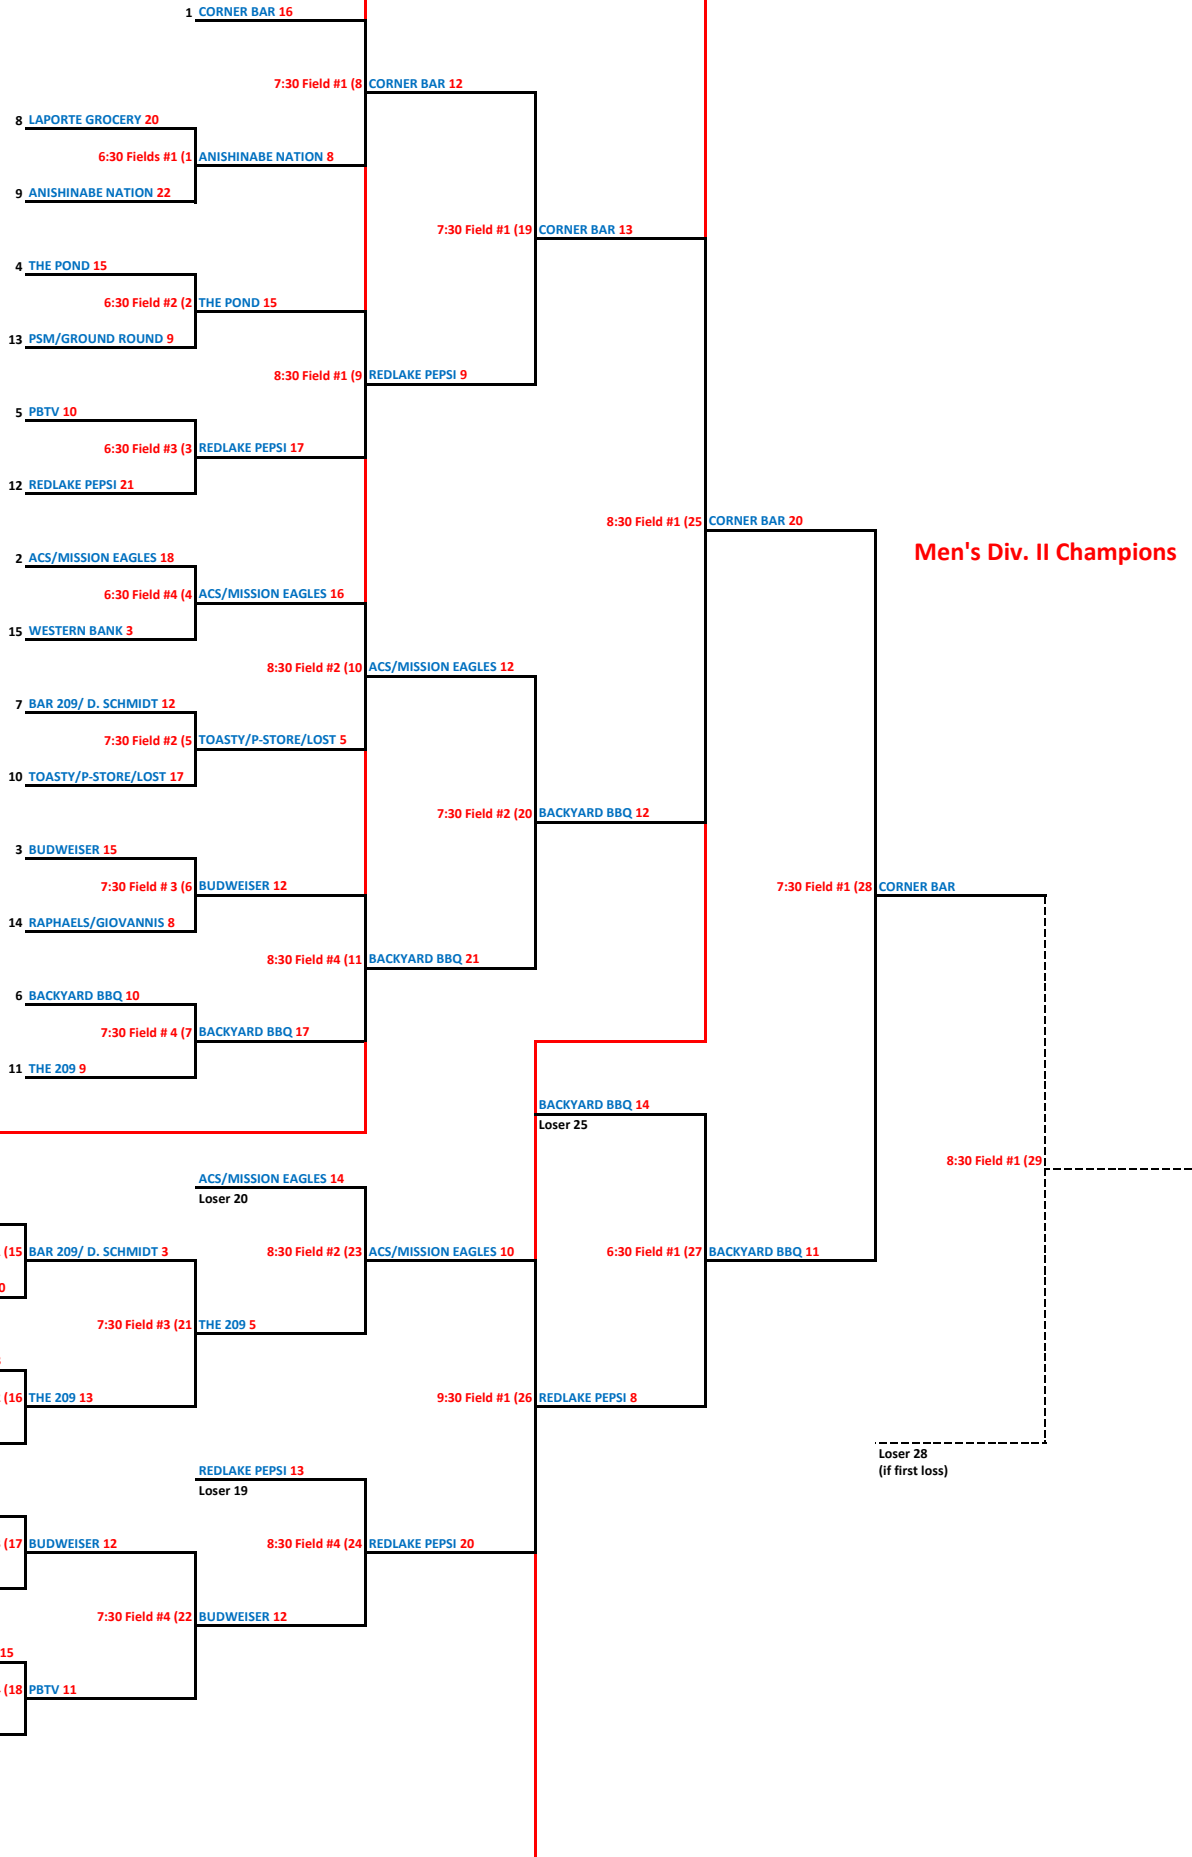 1 CORNER BAR 16
7:30 Field #1 (8 CORNER BAR 12
8 LAPORTE GROCERY 20
6:30 Fields #1 (1 ANISHINABE NATION 8
9 ANISHINABE NATION 22
7:30 Field #1 (19 CORNER BAR 13
4 THE POND 15
6:30 Field #2 (2 THE POND 15
13 PSM/GROUND ROUND 9
8:30 Field #1 (9 REDLAKE PEPSI 9
5 PBTV 10
6:30 Field #3 (3 REDLAKE PEPSI 17
12 REDLAKE PEPSI 21
8:30 Field #1 (25 CORNER BAR 20
Men's Div. II Champions
2 ACS/MISSION EAGLES 18
6:30 Field #4 (4 ACS/MISSION EAGLES 16
15 WESTERN BANK 3
8:30 Field #2 (10 ACS/MISSION EAGLES 12
7 BAR 209/ D. SCHMIDT 12
7:30 Field #2 (5 TOASTY/P-STORE/LOST 5
10 TOASTY/P-STORE/LOST 17
7:30 Field #2 (20 BACKYARD BBQ 12
3 BUDWEISER 15
7:30 Field # 3 (6 BUDWEISER 12
7:30 Field #1 (28 CORNER BAR
14 RAPHAELS/GIOVANNIS 8
8:30 Field #4 (11 BACKYARD BBQ 21
6 BACKYARD BBQ 10
7:30 Field # 4 (7 BACKYARD BBQ 17
11 THE 209 9
BACKYARD BBQ 14
Loser 25
8:30 Field #1 (29
ACS/MISSION EAGLES 14
Loser 20
(15 BAR 209/ D. SCHMIDT 3
8:30 Field #2 (23 ACS/MISSION EAGLES 10
6:30 Field #1 (27 BACKYARD BBQ 11
0
7:30 Field #3 (21 THE 209 5
(16 THE 209 13
9:30 Field #1 (26 REDLAKE PEPSI 8
Loser 28
(if first loss)
REDLAKE PEPSI 13
Loser 19
(17 BUDWEISER 12
8:30 Field #4 (24 REDLAKE PEPSI 20
7:30 Field #4 (22 BUDWEISER 12
15
(18 PBTV 11